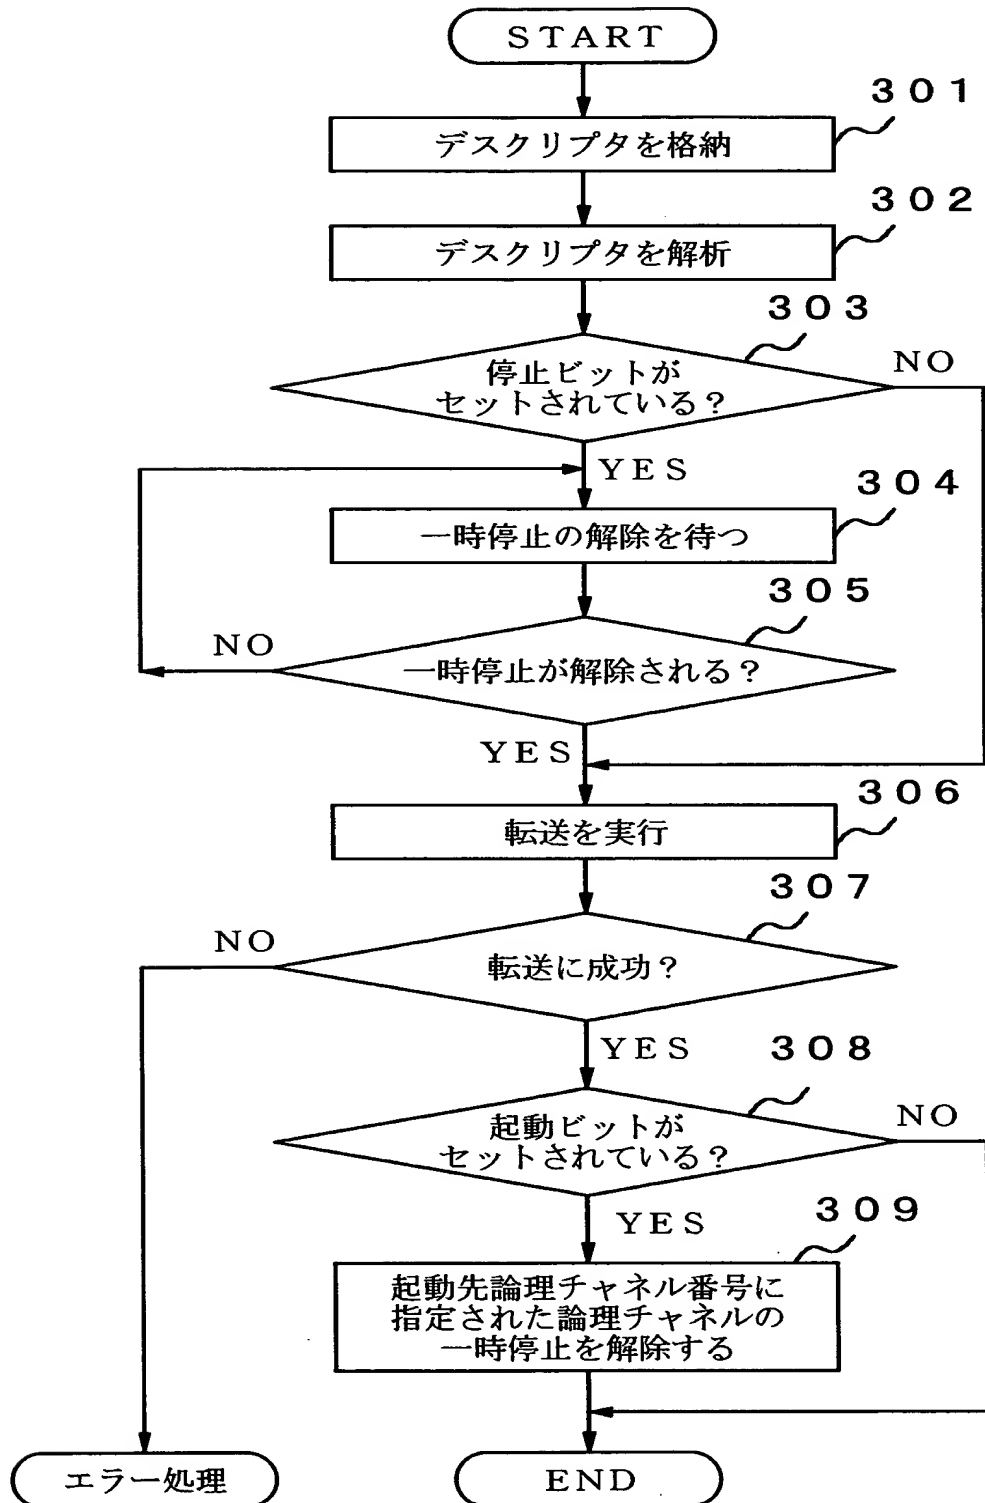 START
301
デスクリプタを格納
302
デスクリプタを解析
303
停止ビットが
セットされている？
NO
YES
304
一時停止の解除を待つ
305
NO
一時停止が解除される？
YES
306
転送を実行
307
NO
転送に成功？
YES
308
起動ビットが
セットされている？
NO
YES
309
起動先論理チャネル番号に
指定された論理チャネルの
一時停止を解除する
エラー処理
END